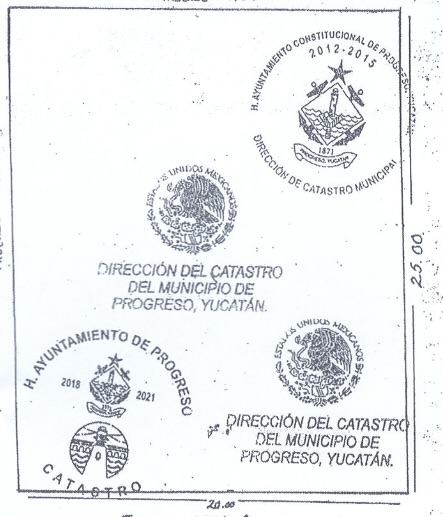 H. AYUNTAMIENTO CONSTITUCIONAL DE PROGRESO, YUCATAN.
2012-2015
1871
PROGRESO, YUCATAN
DIRECCIÓN DE CATASTRO MUNICIPAL
ESTADOS UNIDOS MEXICANOS
DIRECCIÓN DEL CATASTRO
DEL MUNICIPIO DE
PROGRESO, YUCATÁN.
25.00
H. AYUNTAMIENTO DE PROGRESO
2018 2021
CATASTRO
ESTADOS UNIDOS MEXICANOS
DIRECCIÓN DEL CATASTRO
DEL MUNICIPIO DE
PROGRESO, YUCATÁN.
20.00